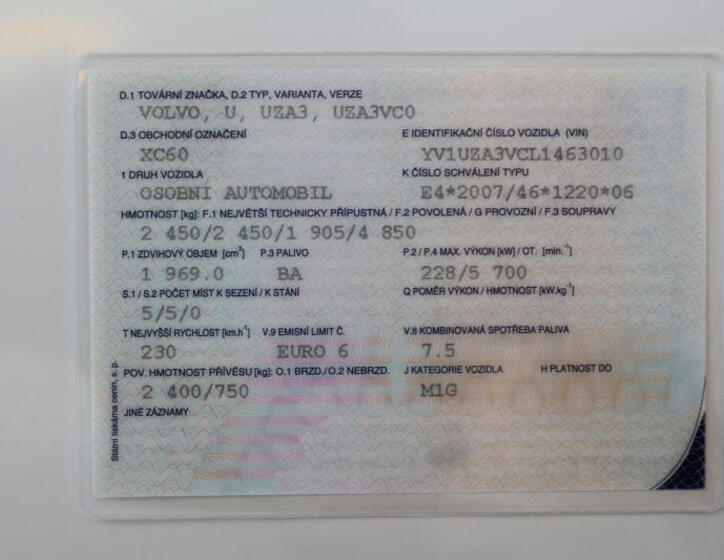 D.1 TOVÁRNÍ ZNAČKA, D.2 TYP, VARIANTA, VERZE
VOLVO, U, UZA3, UZA3VC0
D.3 OBCHODNÍ OZNAČENÍ E IDENTIFIKAČNÍ ČÍSLO VOZIDLA (VIN)
XC60 YV1UZA3VCL1463010
1 DRUH VOZIDLA K ČÍSLO SCHVÁLENÍ TYPU
OSOBNÍ AUTOMOBIL E4*2007/46*1220*06
HMOTNOST [kg]: F.1 NEJVĚTŠÍ TECHNICKY PŘÍPUSTNÁ / F.2 POVOLENÁ / G PROVOZNÍ / F.3 SOUPRAVY
2 450/2 450/1 905/4 850
P.1 ZDVIHOVÝ OBJEM [cm³] P.3 PALIVO P.2 / P.4 MAX. VÝKON [kW] / OT. [min.⁻¹]
1 969.0 BA 228/5 700
S.1 / S.2 POČET MÍST K SEZENÍ / K STÁNÍ Q POMĚR VÝKON / HMOTNOST [kW.kg⁻¹]
5/5/0
T NEJVYŠŠÍ RYCHLOST [km.h⁻¹] V.9 EMISNÍ LIMIT Č. V.8 KOMBINOVANÁ SPOTŘEBA PALIVA
230 EURO 6 7.5
POV. HMOTNOST PŘÍVĚSU [kg]: O.1 BRZD./O.2 NEBRZD. J KATEGORIE VOZIDLA H PLATNOST DO
2 400/750 M1G
JINÉ ZÁZNAMY
Státní tiskárna cenin, s. p.